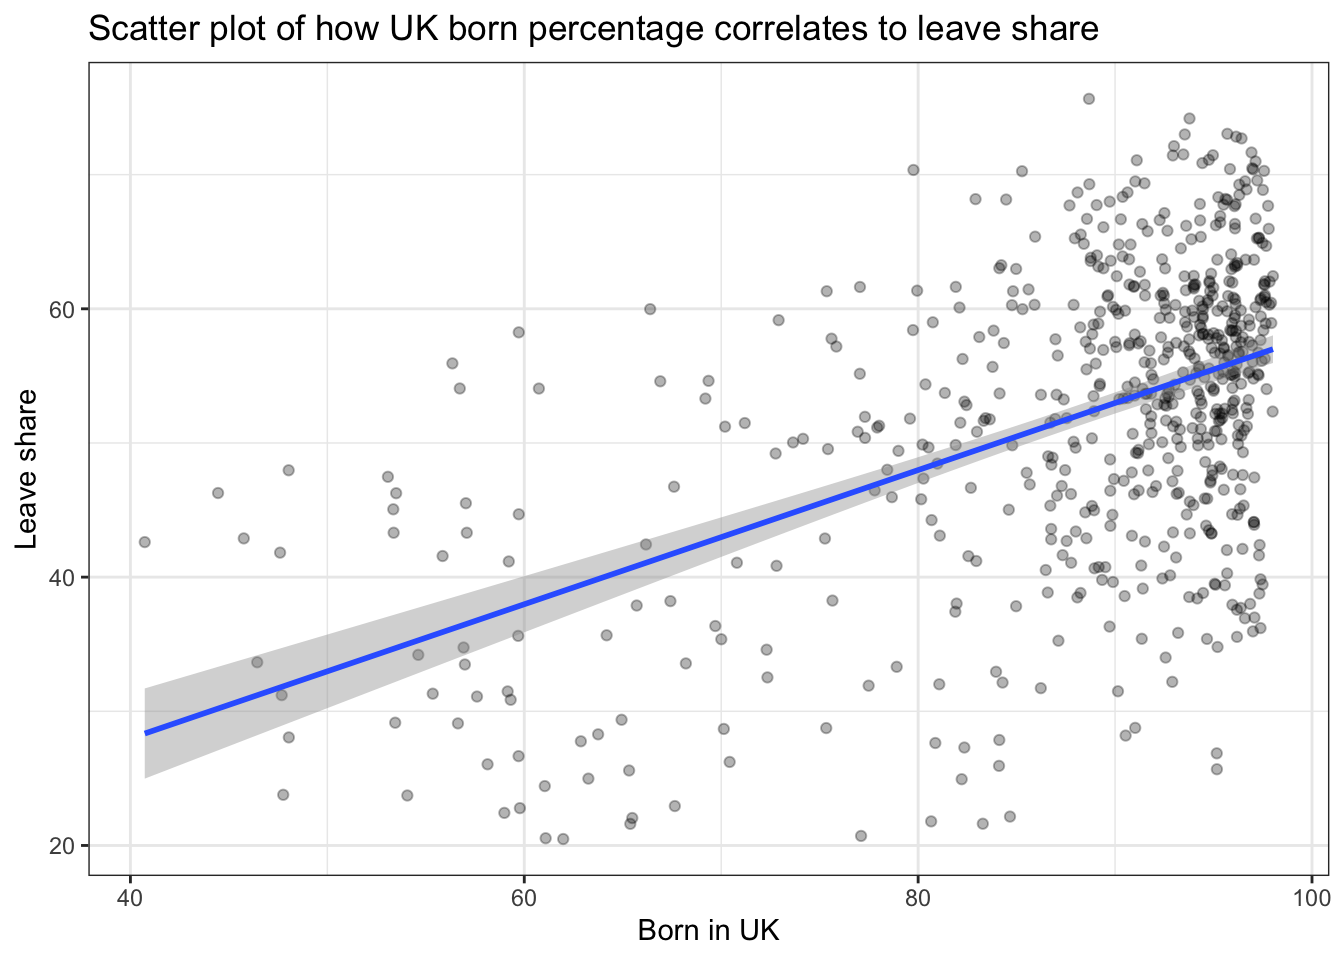 Scatter plot of how UK born percentage correlates to leave share
Leave share
60
40
20
40 60 80 100
Born in UK